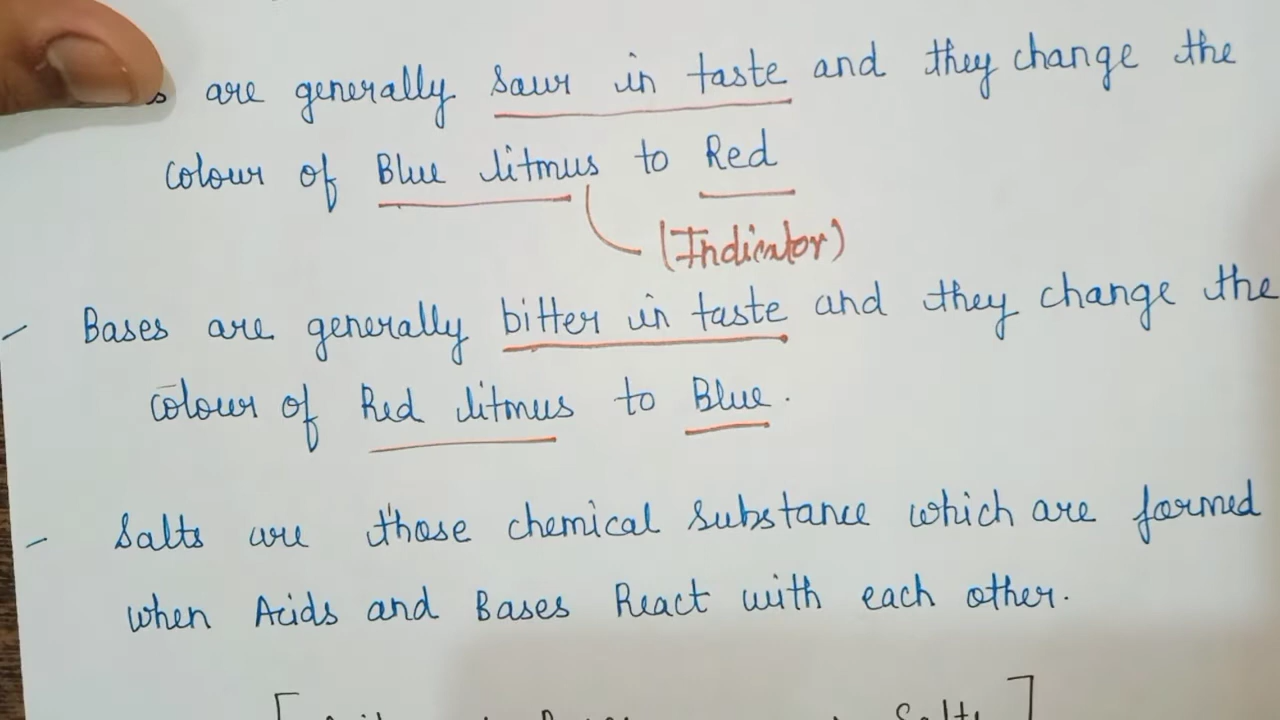 are generally sour in taste and they change the
colour of Blue litmus to Red
(Indicator)
- Bases are generally bitter in taste and they change the
colour of Red litmus to Blue.
- Salts are those chemical substance which are formed
when Acids and Bases React with each other.
[ Salts ]